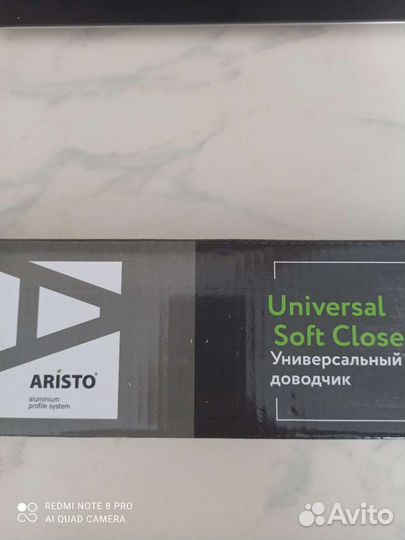 Universal
Soft Close
Универсальный
доводчик
ARISTO®
aluminium
profile system
REDMI NOTE 8 PRO
AI QUAD CAMERA
Avito